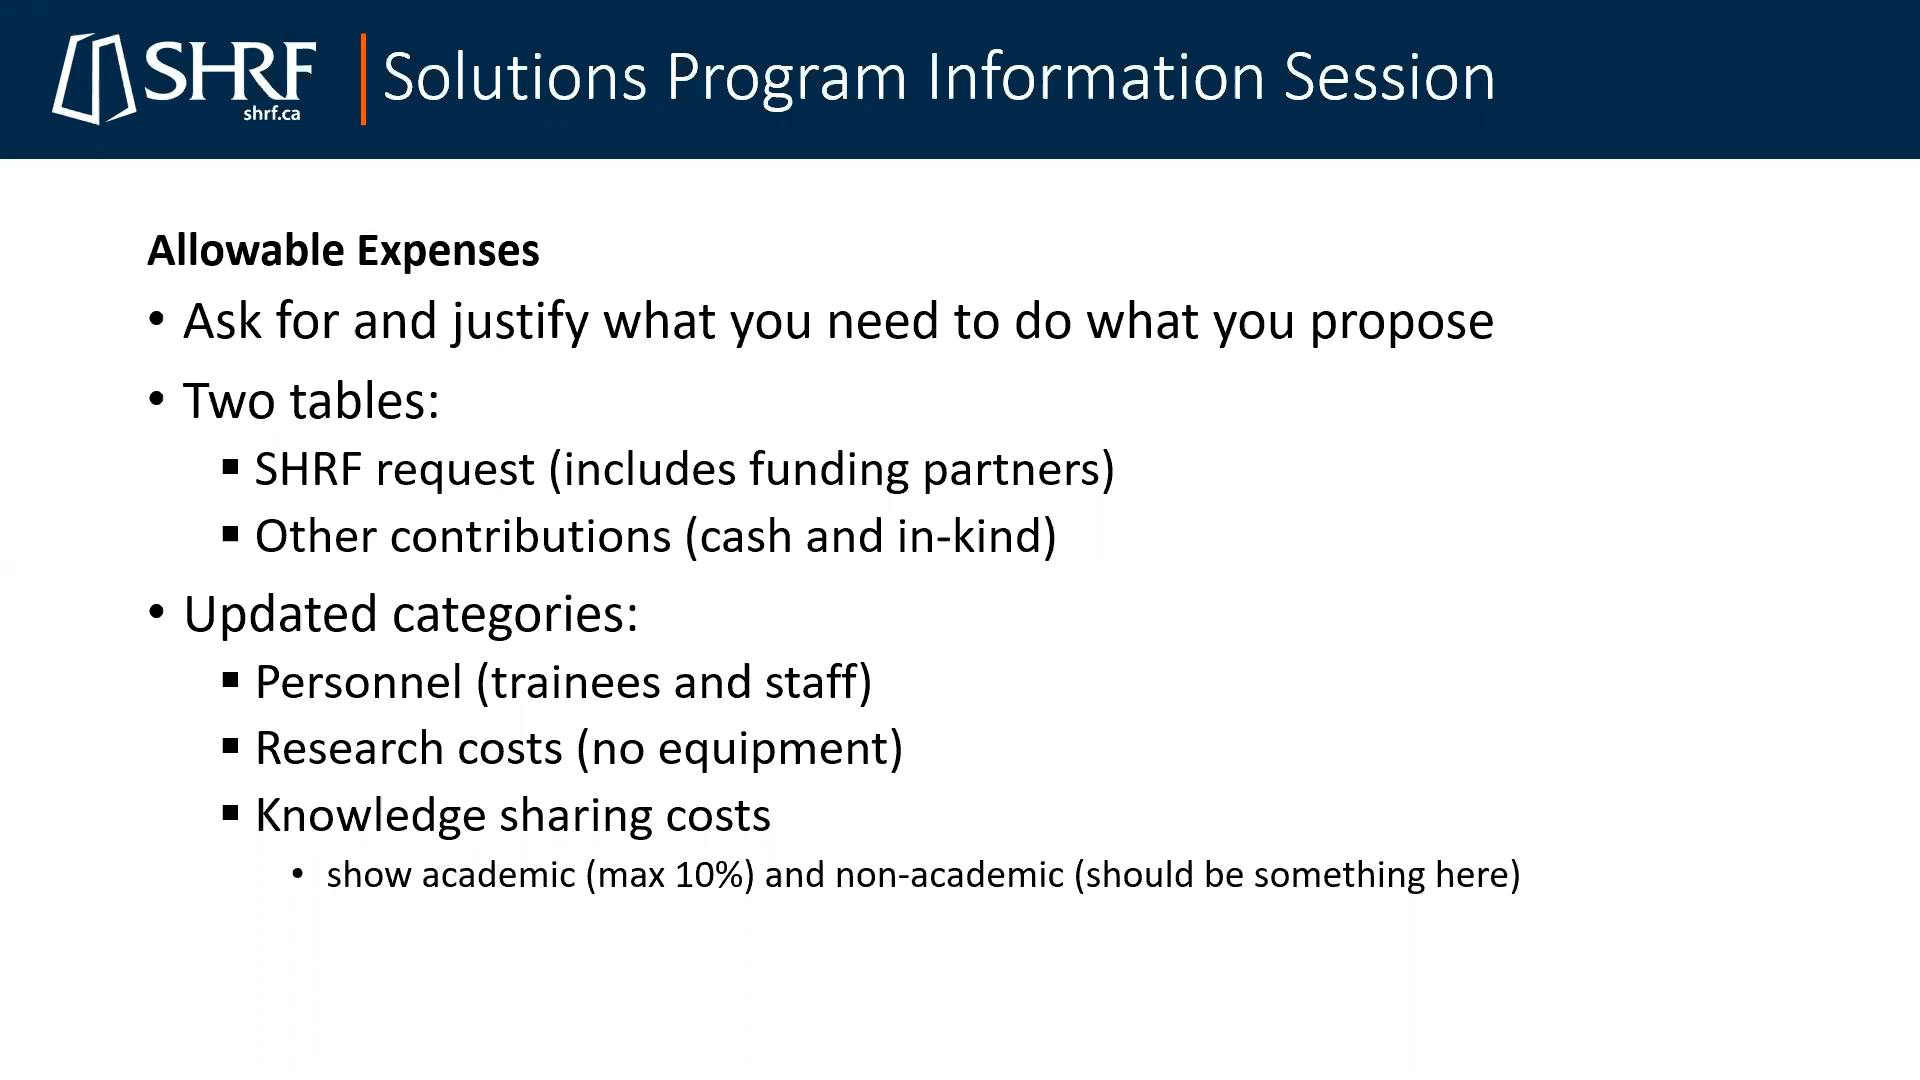 SHRF
shrf.ca
Solutions Program Information Session
Allowable Expenses
• Ask for and justify what you need to do what you propose
• Two tables:
▪ SHRF request (includes funding partners)
▪ Other contributions (cash and in-kind)
• Updated categories:
▪ Personnel (trainees and staff)
▪ Research costs (no equipment)
▪ Knowledge sharing costs
• show academic (max 10%) and non-academic (should be something here)